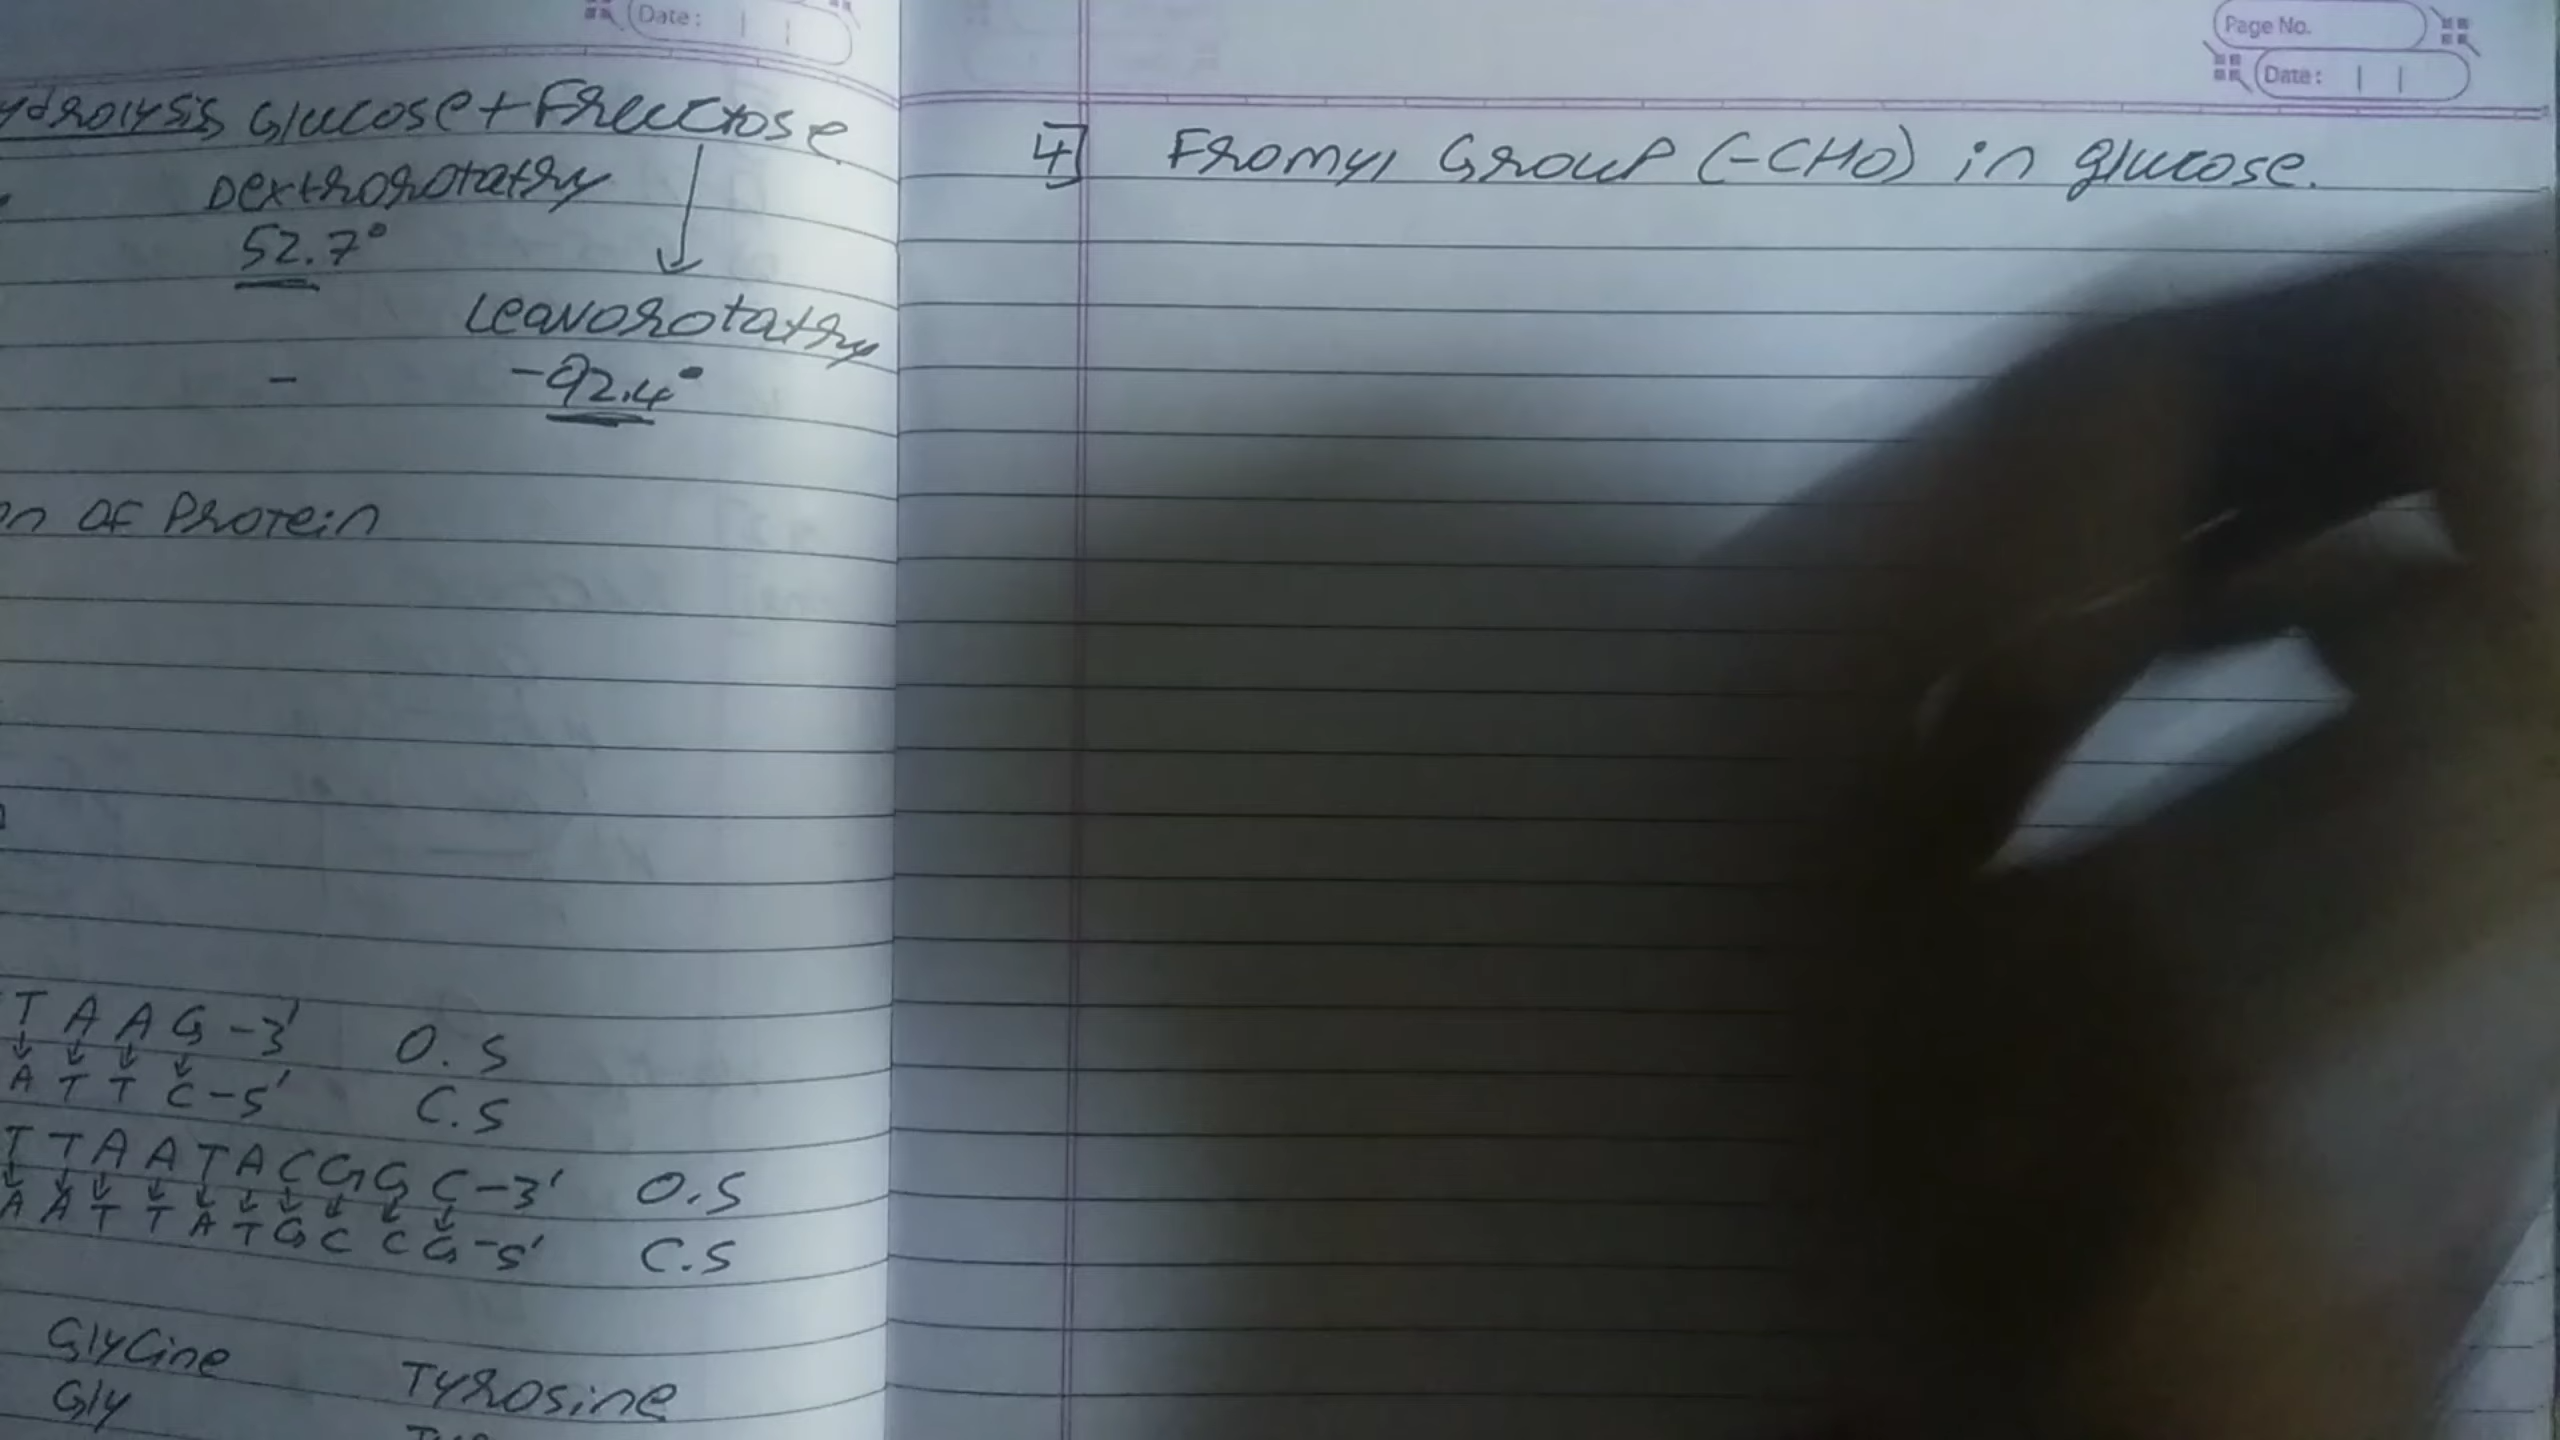 Date:
ydrolysis Glucose+Fructose.
Dextrorotatry
52.7°
Leavorotatry
- -92.4°
on of Protein
T A A G -3' O.S
A T T C -5' C.S
T T A A T A C G G C -3' O.S
A A T T A T G C C G -5' C.S
Glycine Tyrosine
Gly
Page No.
Date:
4] Fromyl Group (-CHO) in glucose.